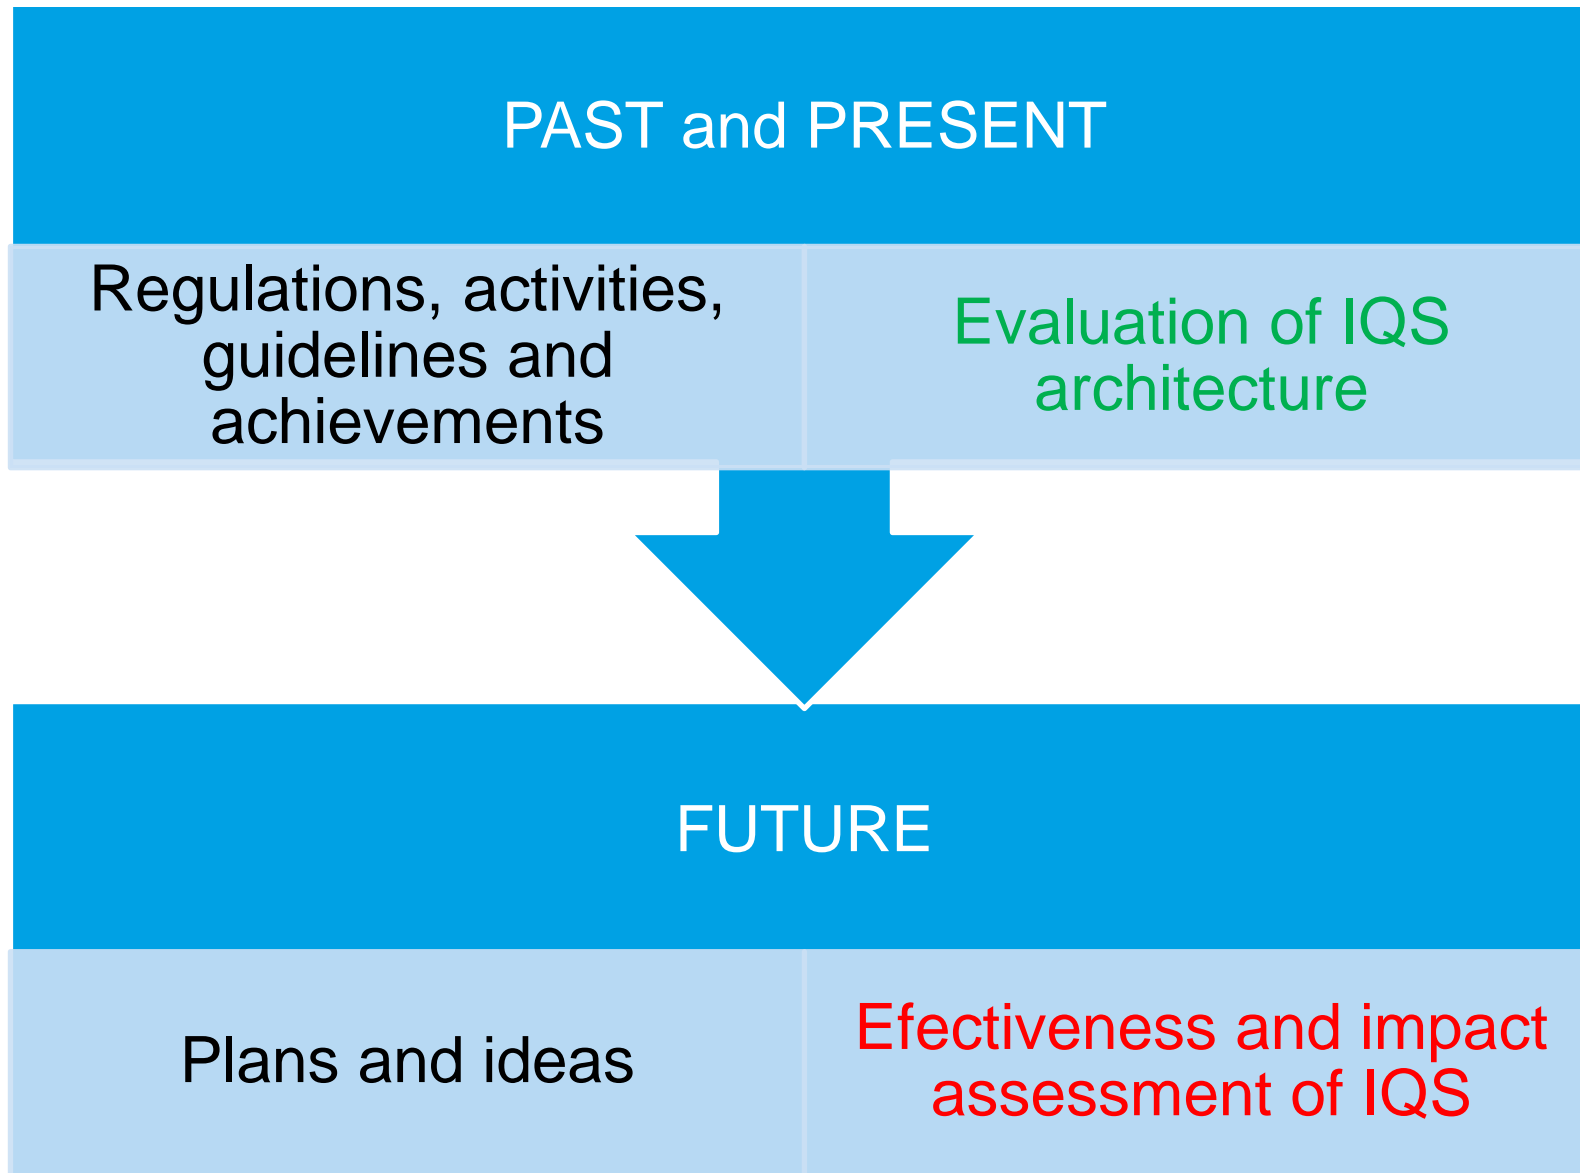 PAST and PRESENT
Regulations, activities,
guidelines and
achievements
Evaluation of IQS
architecture
FUTURE
Plans and ideas
Efectiveness and impact
assessment of IQS